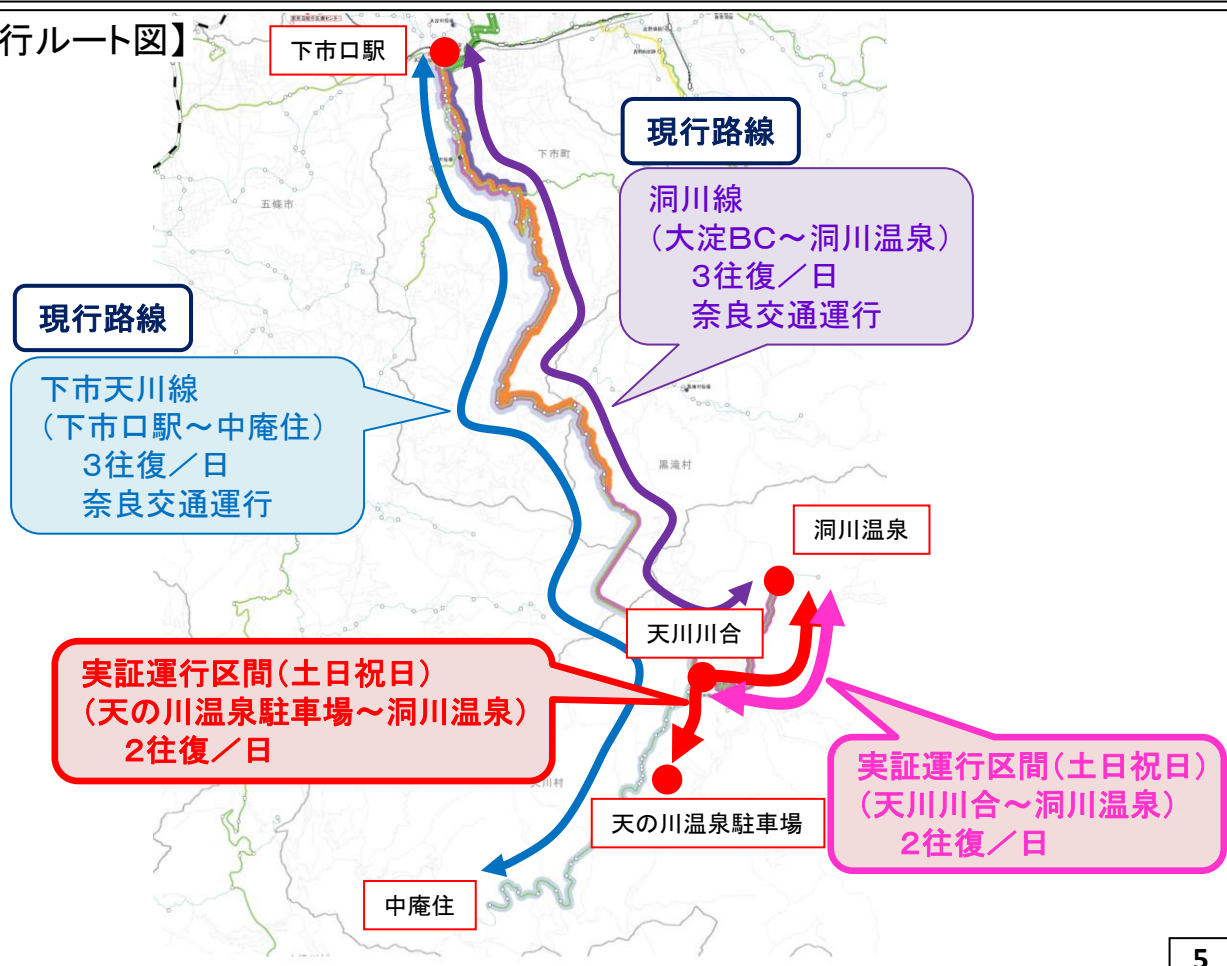 行ルート図】
下市口駅
現行路線
洞川線
（大淀BC～洞川温泉）
3往復／日
奈良交通運行
下市町
五條市
現行路線
下市天川線
（下市口駅～中庵住）
3往復／日
奈良交通運行
黒滝村
洞川温泉
天川川合
実証運行区間（土日祝日）
（天の川温泉駐車場～洞川温泉）
2往復／日
実証運行区間（土日祝日）
（天川川合～洞川温泉）
2往復／日
天の川温泉駐車場
中庵住
5